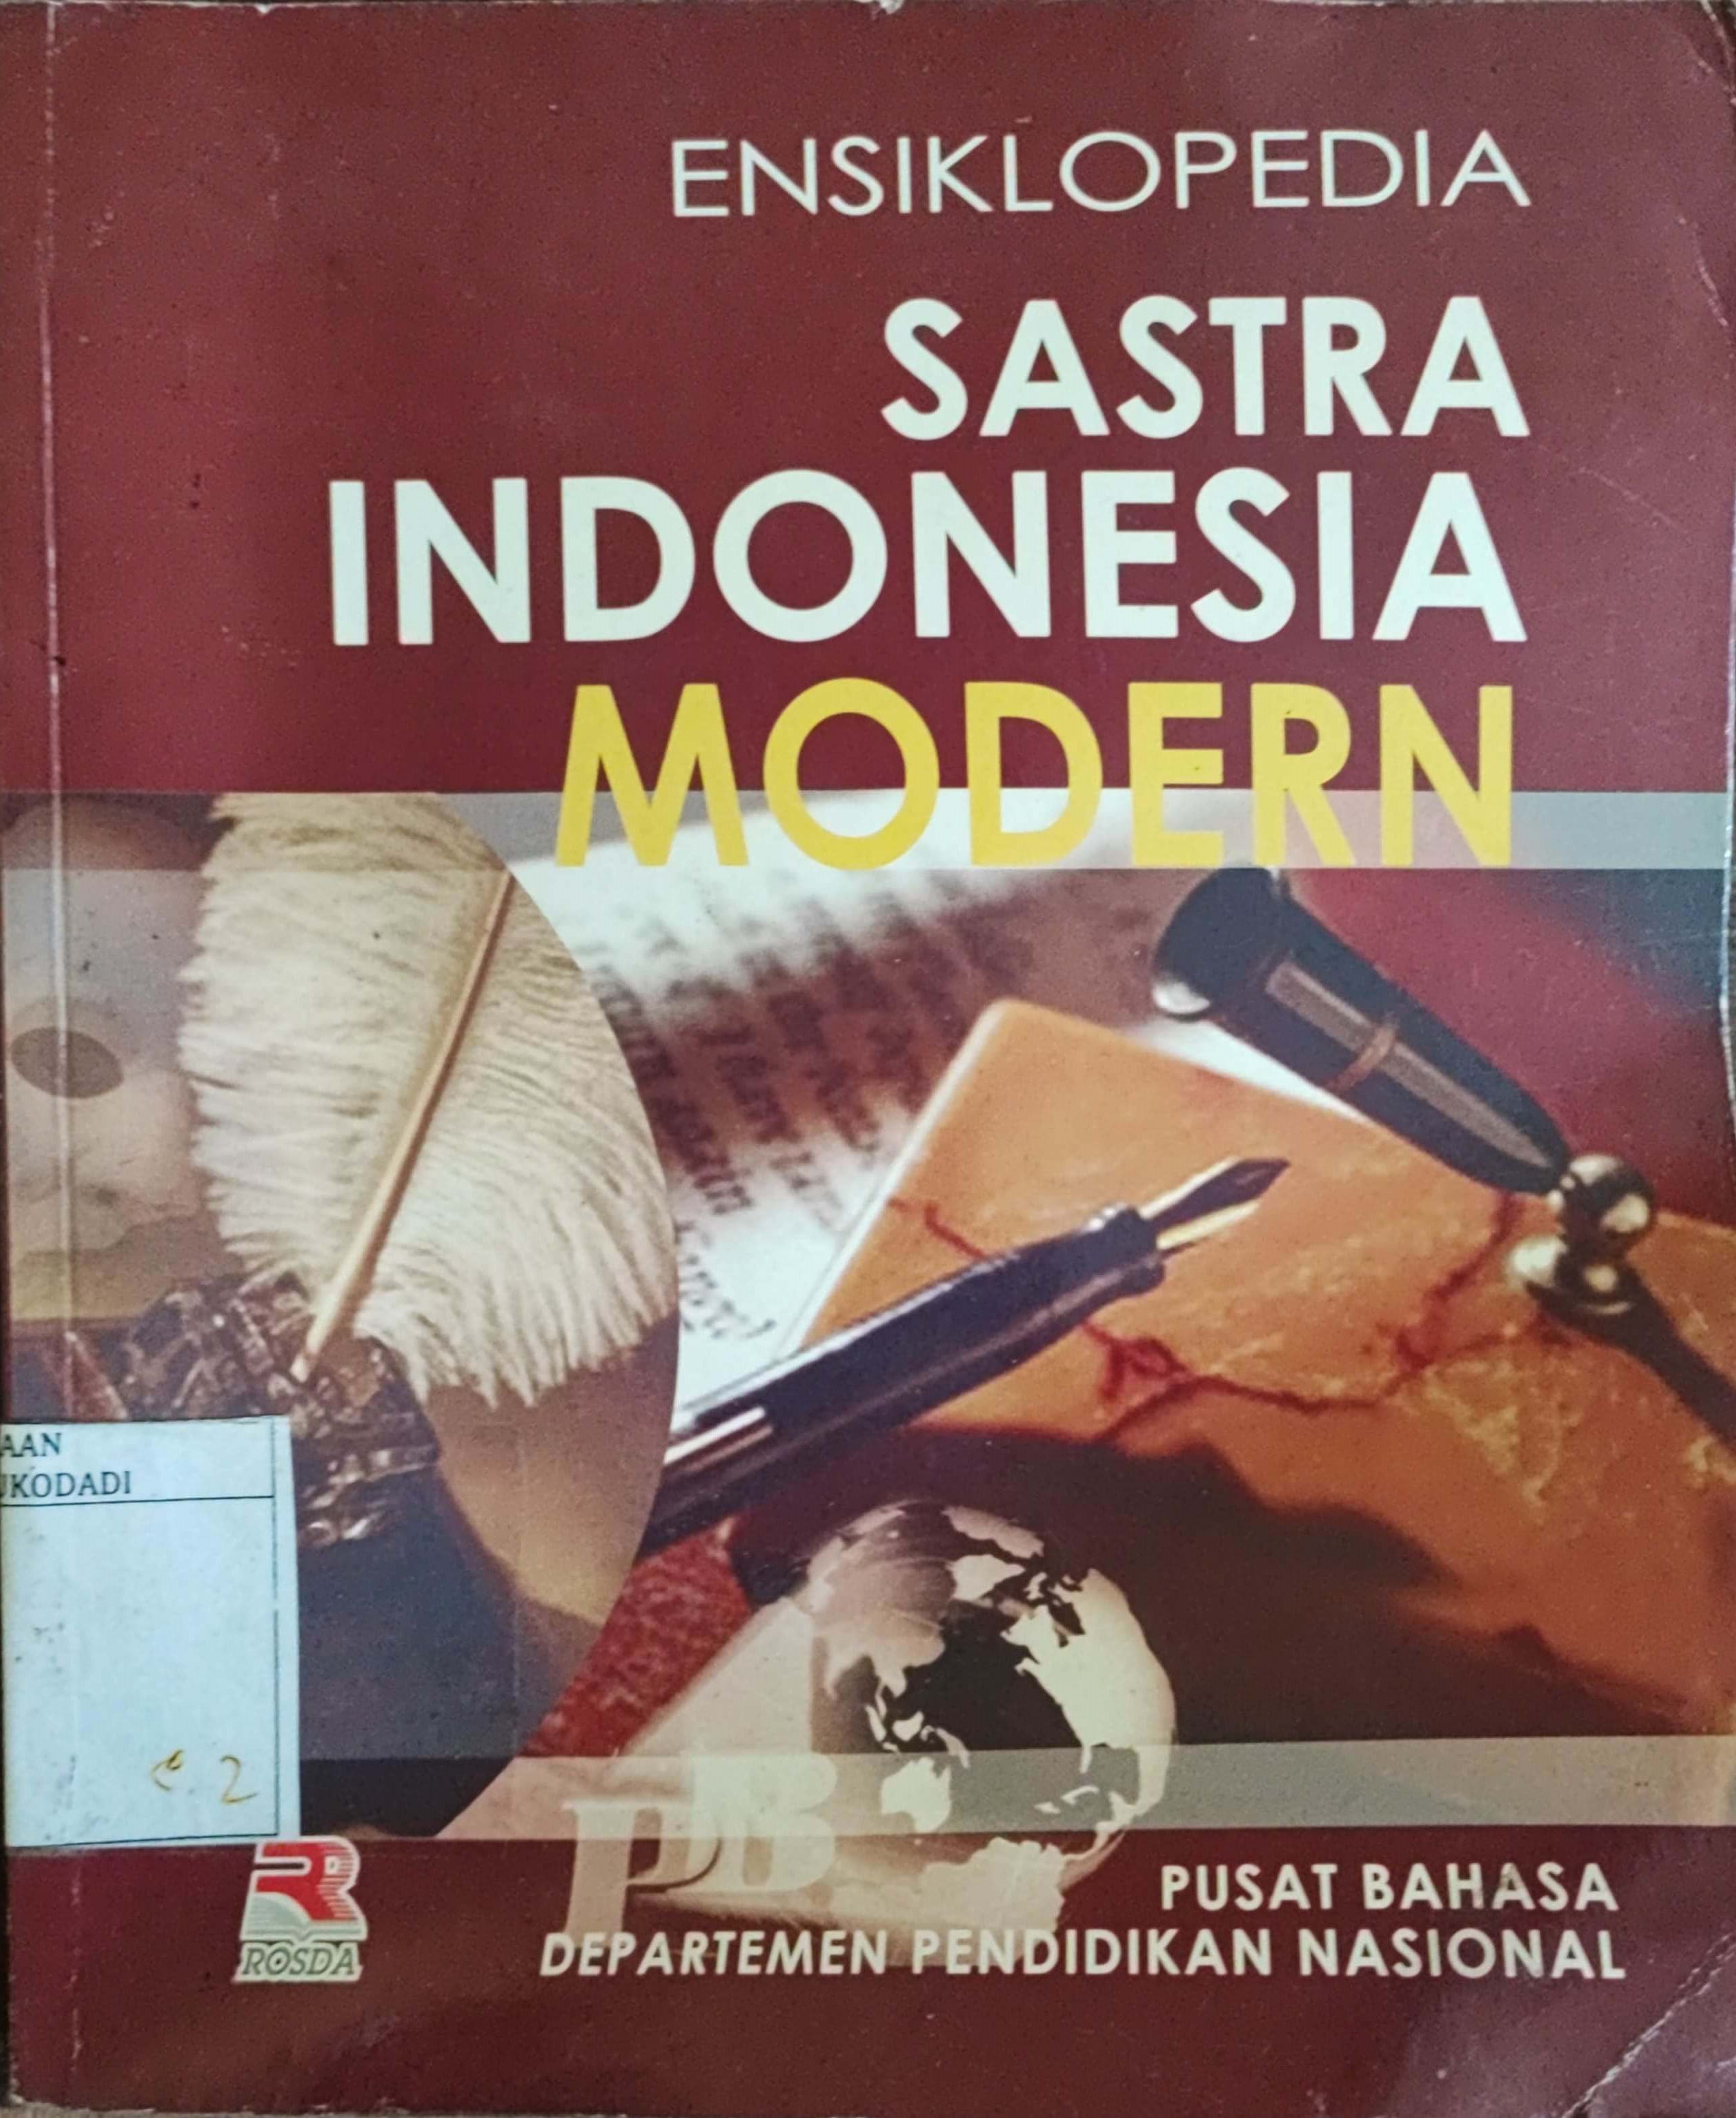 ENSIKLOPEDIA
SASTRA
INDONESIA
MODERN
AAN
UKODADI
c. 2
PB
PUSAT BAHASA
DEPARTEMEN PENDIDIKAN NASIONAL
ROSDA